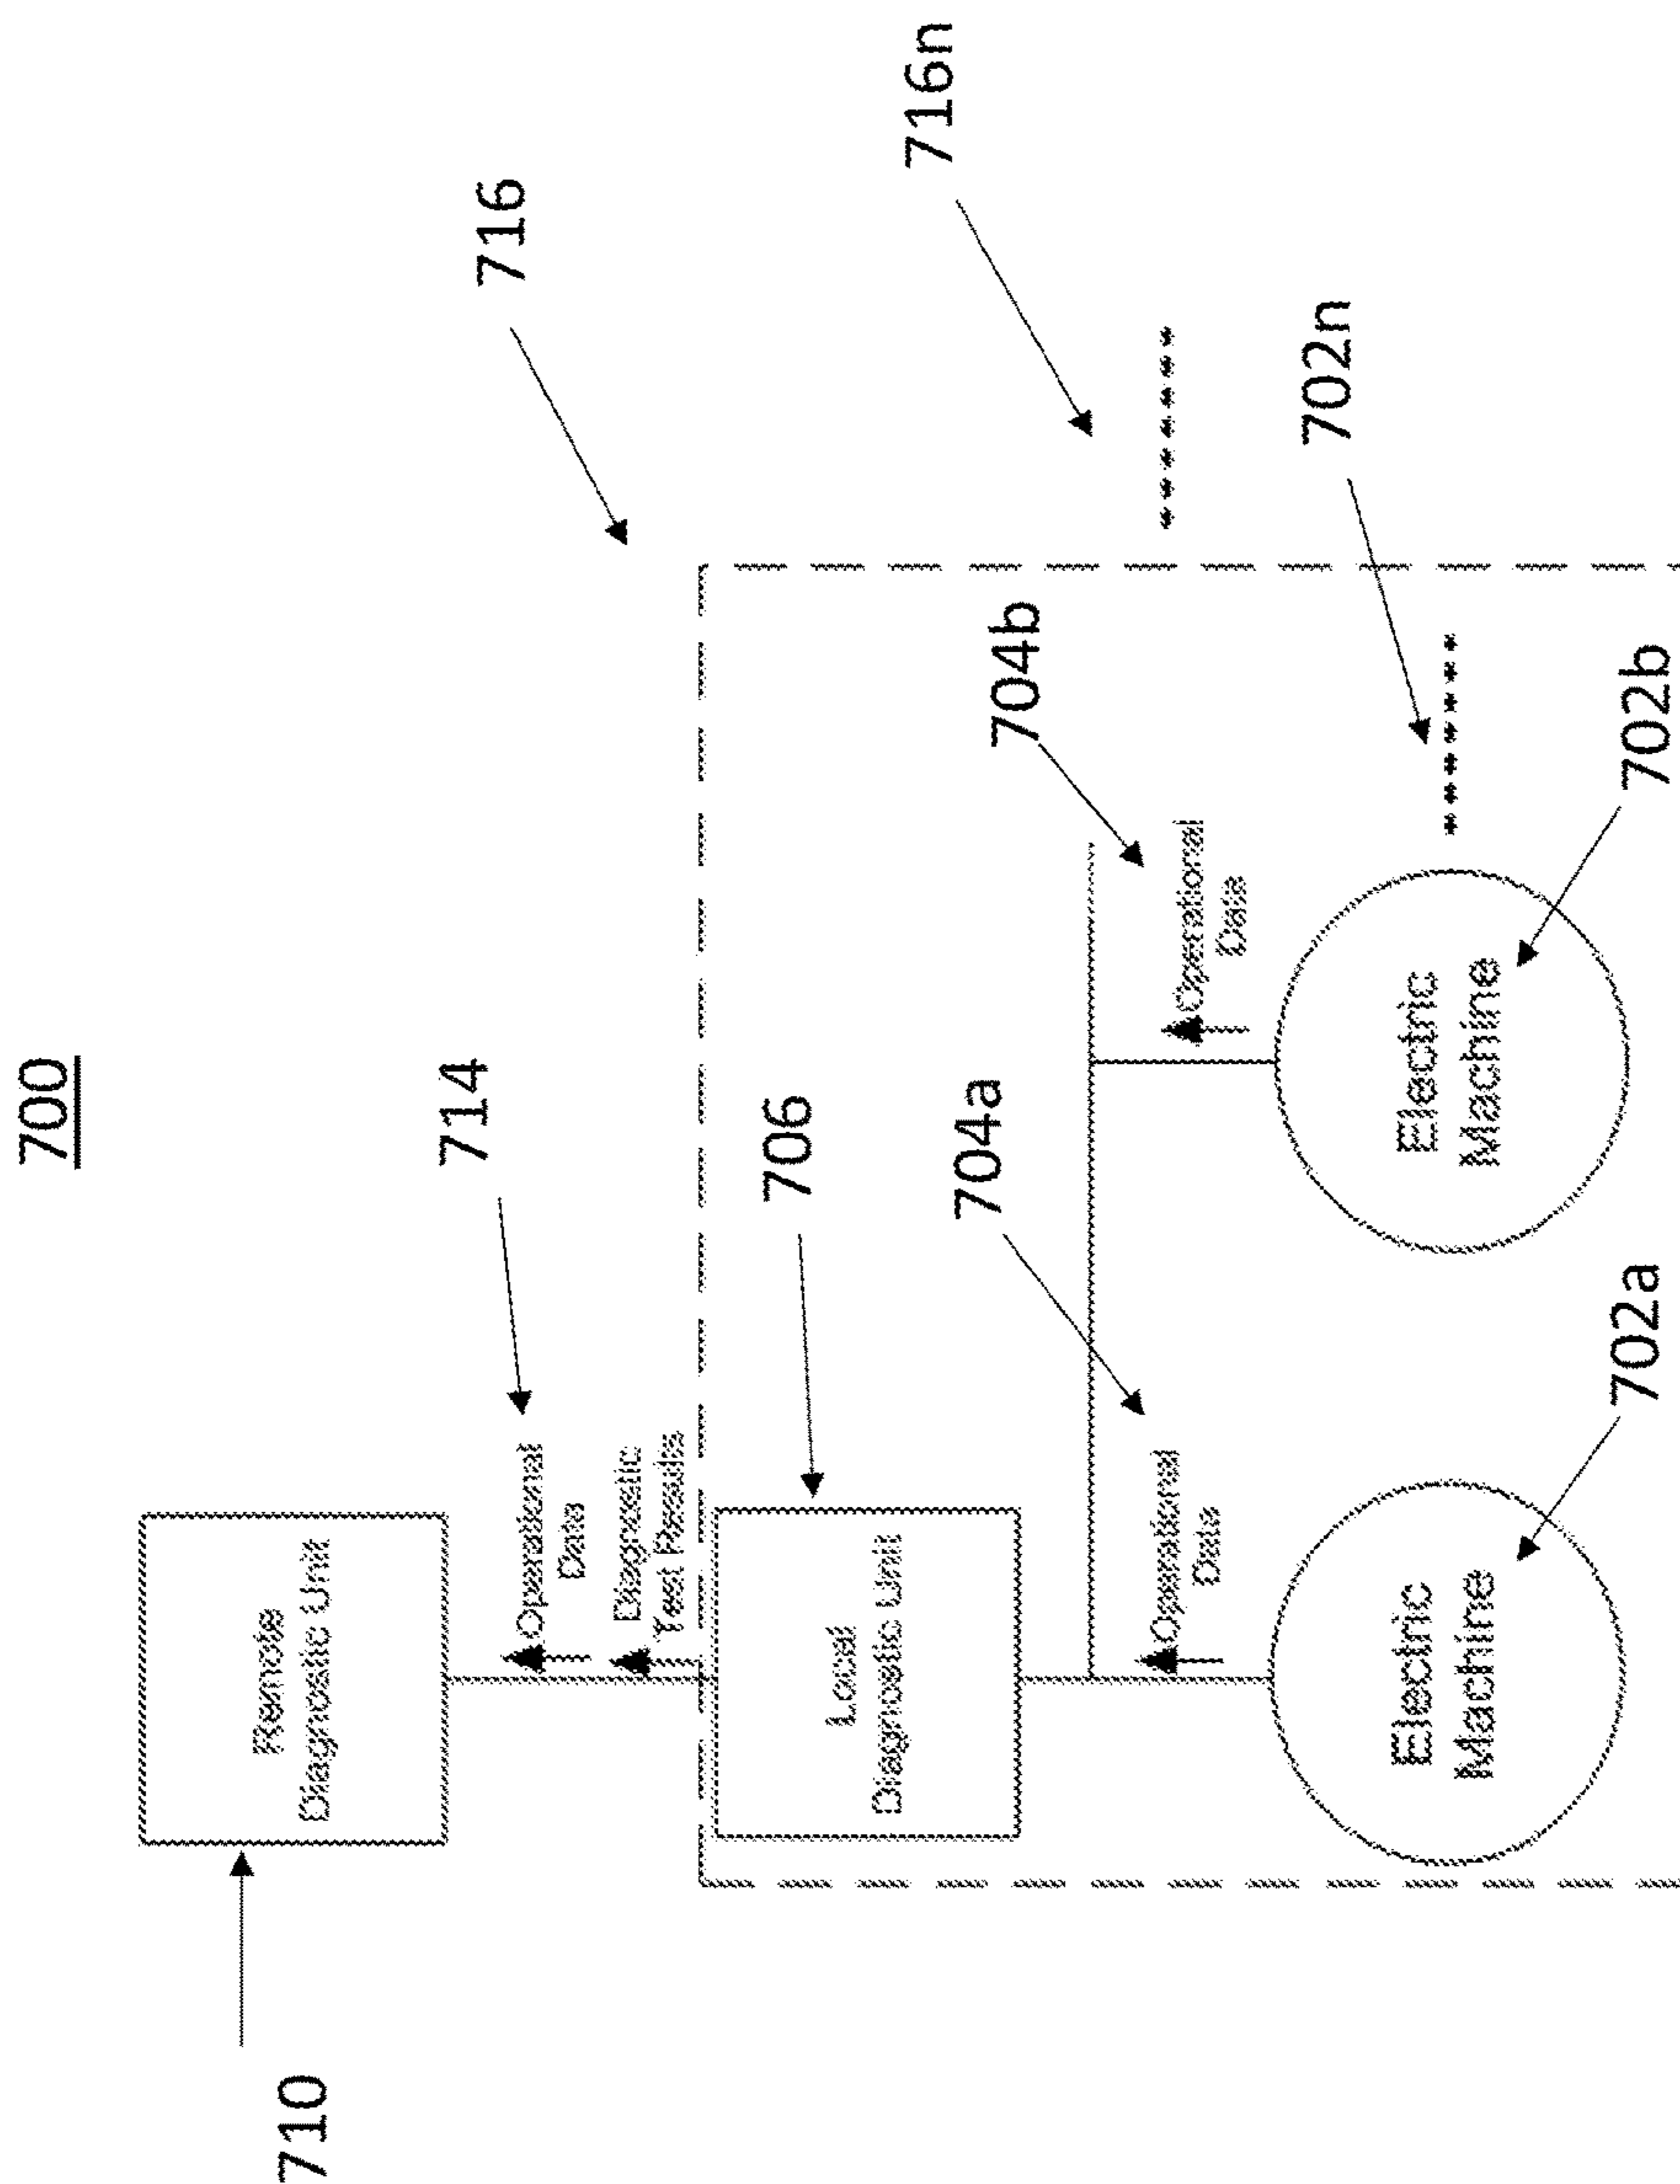 700
710
Remote
Diagnostic Unit
714
Operational
Data
Diagnostic
Test Results
716
706
Local
Diagnostic Unit
716n
704a
Operational
Data
704b
Operational
Data
702n
Electric
Machine
702a
Electric
Machine
702b